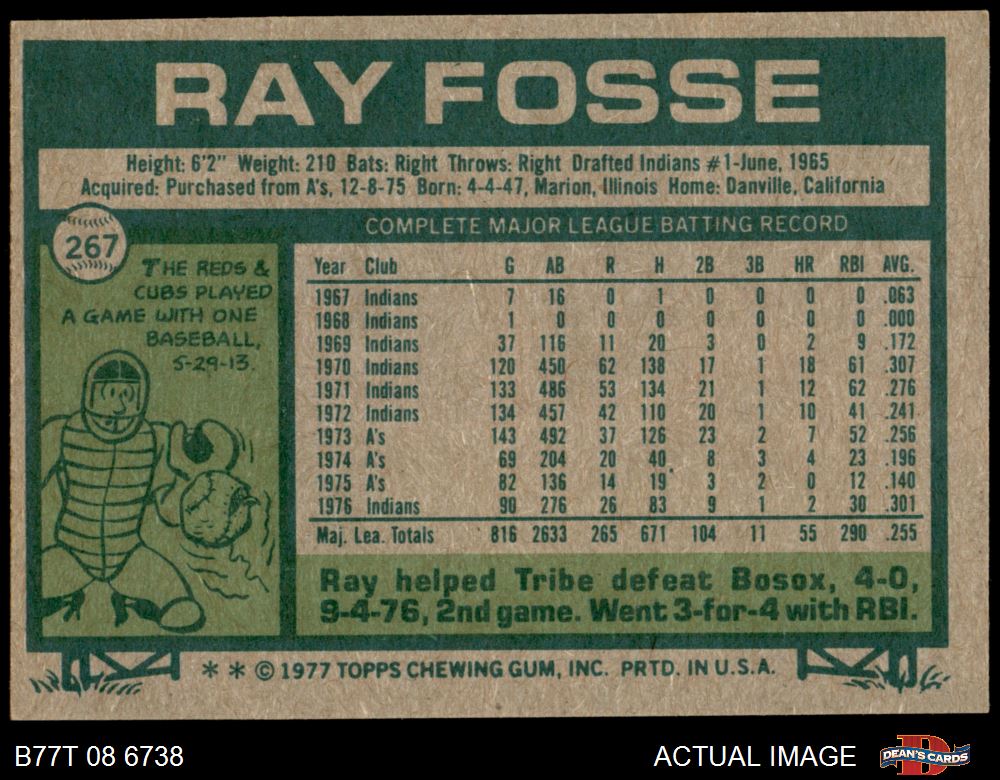 RAY FOSSE
Height: 6'2" Weight: 210 Bats: Right Throws: Right Drafted Indians #1-June, 1965
Acquired: Purchased from A's, 12-8-75 Born: 4-4-47, Marion, Illinois Home: Danville, California
267
THE REDS &
CUBS PLAYED
A GAME WITH ONE
BASEBALL,
5-29-13.
COMPLETE MAJOR LEAGUE BATTING RECORD
Year Club G AB R H 2B 3B HR RBI AVG.
1967 Indians 7 16 0 1 0 0 0 0 .063
1968 Indians 1 0 0 0 0 0 0 0 .000
1969 Indians 37 116 11 20 3 0 2 9 .172
1970 Indians 120 450 62 138 17 1 18 61 .307
1971 Indians 133 486 53 134 21 1 12 62 .276
1972 Indians 134 457 42 110 20 1 10 41 .241
1973 A's 143 492 37 126 23 2 7 52 .256
1974 A's 69 204 20 40 8 3 4 23 .196
1975 A's 82 136 14 19 3 2 0 12 .140
1976 Indians 90 276 26 83 9 1 2 30 .301
Maj. Lea. Totals 816 2633 265 671 104 11 55 290 .255
Ray helped Tribe defeat Bosox, 4-0,
9-4-76, 2nd game. Went 3-for-4 with RBI.
* * © 1977 TOPPS CHEWING GUM, INC. PRTD. IN U.S.A.
B77T 08 6738
ACTUAL IMAGE
D
DEAN'S CARDS